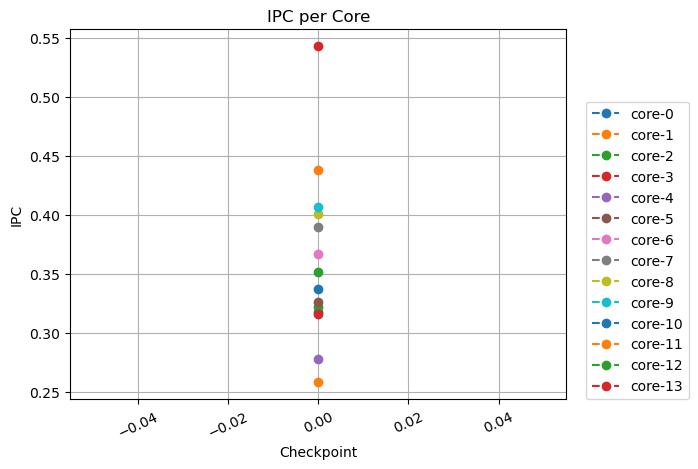 IPC per Core
0.55
0.50
0.45
0.40
0.35
0.30
0.25
IPC
−0.04
−0.02
0.00
0.02
0.04
Checkpoint
core-0
core-1
core-2
core-3
core-4
core-5
core-6
core-7
core-8
core-9
core-10
core-11
core-12
core-13